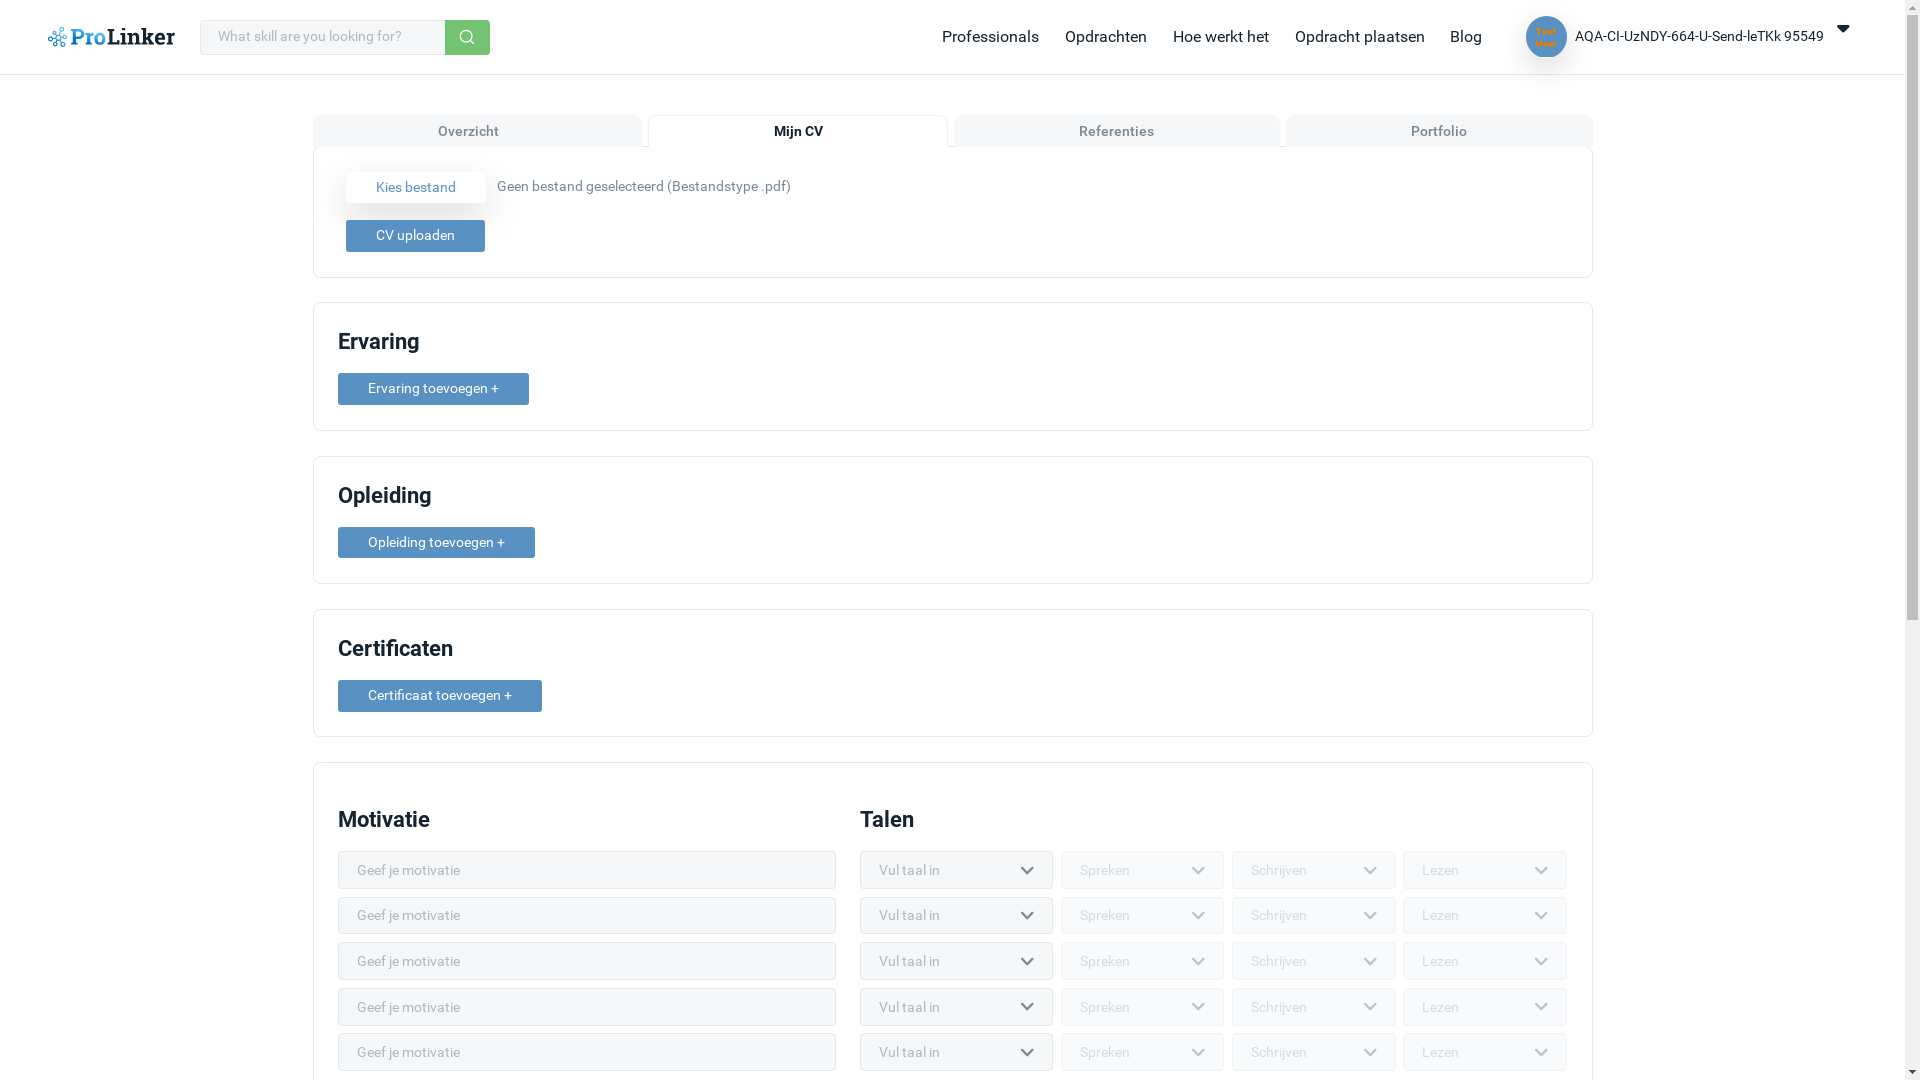 ProLinker What skill are you looking for? Professionals Opdrachten Hoe werkt het Opdracht plaatsen Blog Test User AQA-CI-UzNDY-664-U-Send-leTKk 95549
Overzicht Mijn CV Referenties Portfolio
Kies bestand Geen bestand geselecteerd (Bestandstype .pdf)
CV uploaden
Ervaring
Ervaring toevoegen +
Opleiding
Opleiding toevoegen +
Certificaten
Certificaat toevoegen +
Motivatie Talen
Geef je motivatie Vul taal in Spreken Schrijven Lezen
Geef je motivatie Vul taal in Spreken Schrijven Lezen
Geef je motivatie Vul taal in Spreken Schrijven Lezen
Geef je motivatie Vul taal in Spreken Schrijven Lezen
Geef je motivatie Vul taal in Spreken Schrijven Lezen